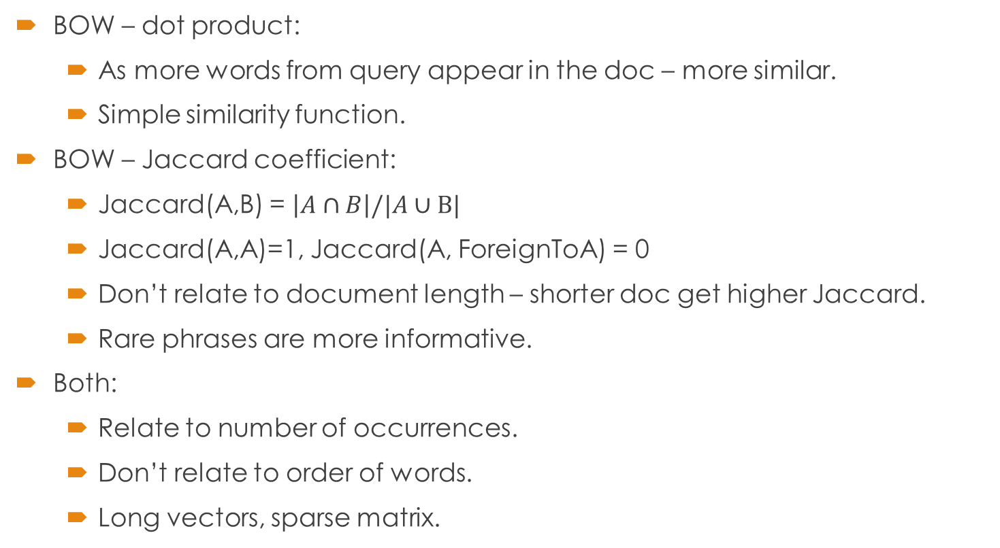 BOW – dot product:
As more words from query appear in the doc – more similar.
Simple similarity function.
BOW – Jaccard coefficient:
Jaccard(A,B) = |𝐴 ∩ 𝐵|/|𝐴 ∪ B|
Jaccard(A,A)=1, Jaccard(A, ForeignToA) = 0
Don’t relate to document length – shorter doc get higher Jaccard.
Rare phrases are more informative.
Both:
Relate to number of occurrences.
Don’t relate to order of words.
Long vectors, sparse matrix.